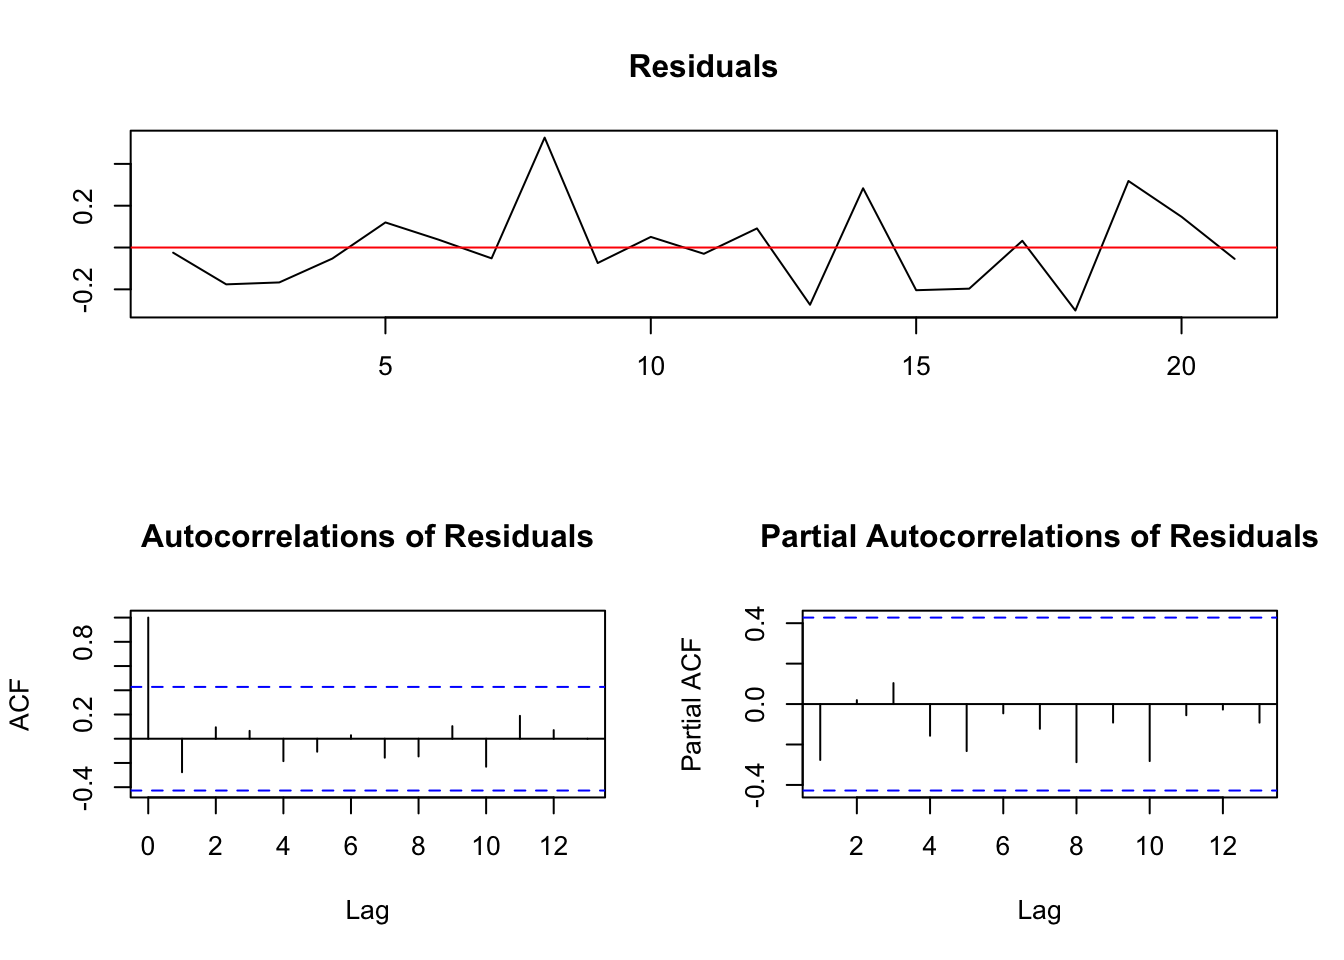 Residuals
0.2
-0.2
5 10 15 20
Autocorrelations of Residuals
ACF
0.8
0.2
-0.4
0 2 4 6 8 10 12
Lag
Partial Autocorrelations of Residuals
Partial ACF
0.4
0.0
-0.4
2 4 6 8 10 12
Lag